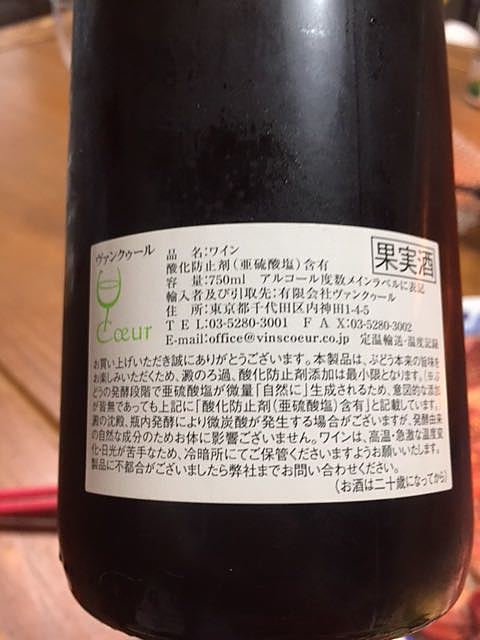 ヴァンクゥール
Cœur
果実酒
品 名:ワイン
酸化防止剤(亜硫酸塩)含有
容 量:750ml アルコール度数メインラベルに表記
輸入者及び引取先:有限会社ヴァンクゥール
住 所:東京都千代田区内神田1-4-5
TEL:03-5280-3001 FAX:03-5280-3002
E-mail:office@vinscoeur.co.jp 定温輸送・温度記録
お買い上げいただき誠にありがとうございます。本製品は、ぶどう本来の旨味を
お楽しみいただくため、澱のろ過、酸化防止剤添加は最小限となります。(※ぶ
どうの発酵段階で亜硫酸塩が微量「自然に」生成されるため、意図的な添加
が皆無であっても上記に「酸化防止剤(亜硫酸塩)含有」と記載しています。)
澱の沈殿、瓶内発酵により微炭酸が発生する場合がございますが、発酵由来
の自然な成分のためお体に影響ございません。ワインは、高温・急激な温度変
化・日光が苦手なため、冷暗所にてご保管くださいますようお願いいたします。
製品に不都合がございましたら弊社までお問い合わせください。
(お酒は二十歳になってから)